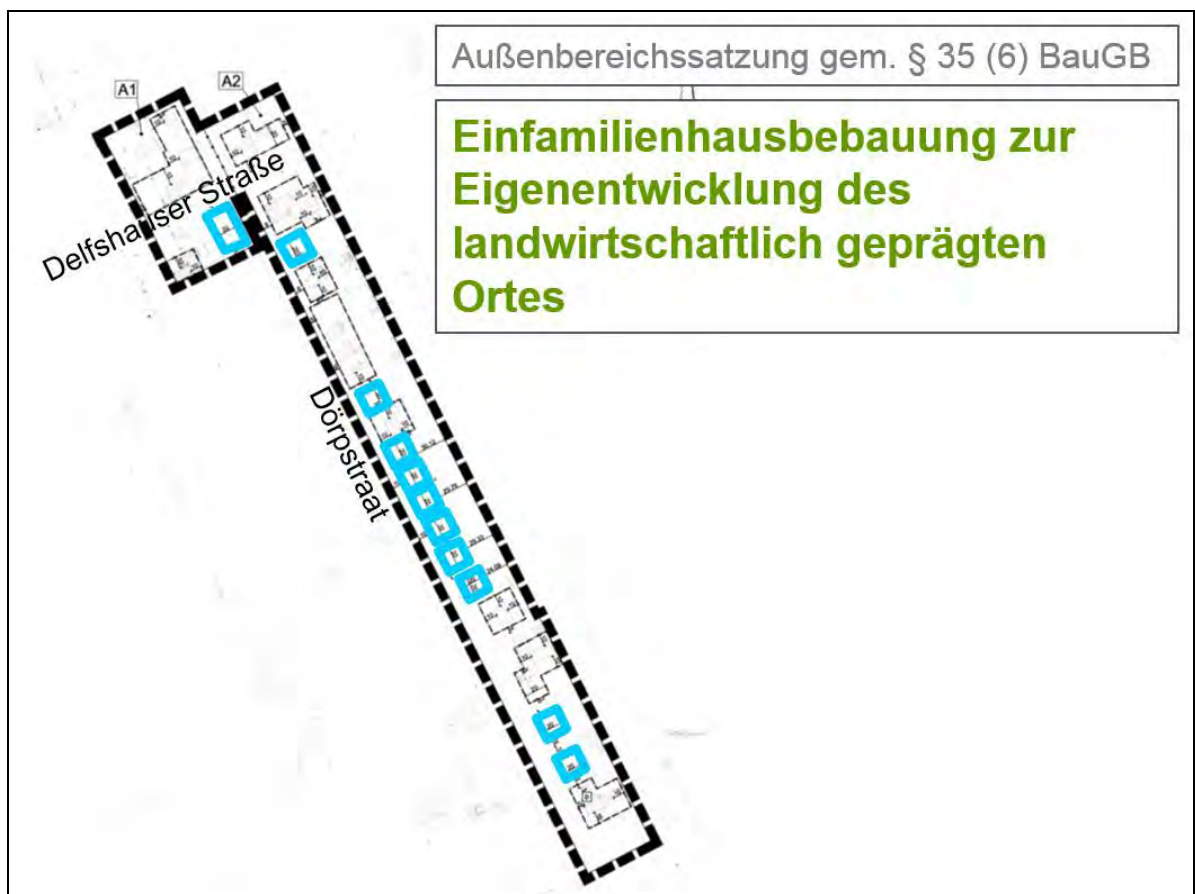 Außenbereichssatzung gem. § 35 (6) BauGB
Einfamilienhausbebauung zur
Eigenentwicklung des
landwirtschaftlich geprägten
Ortes
A1
A2
Delfshauser Straße
Dörpstraat